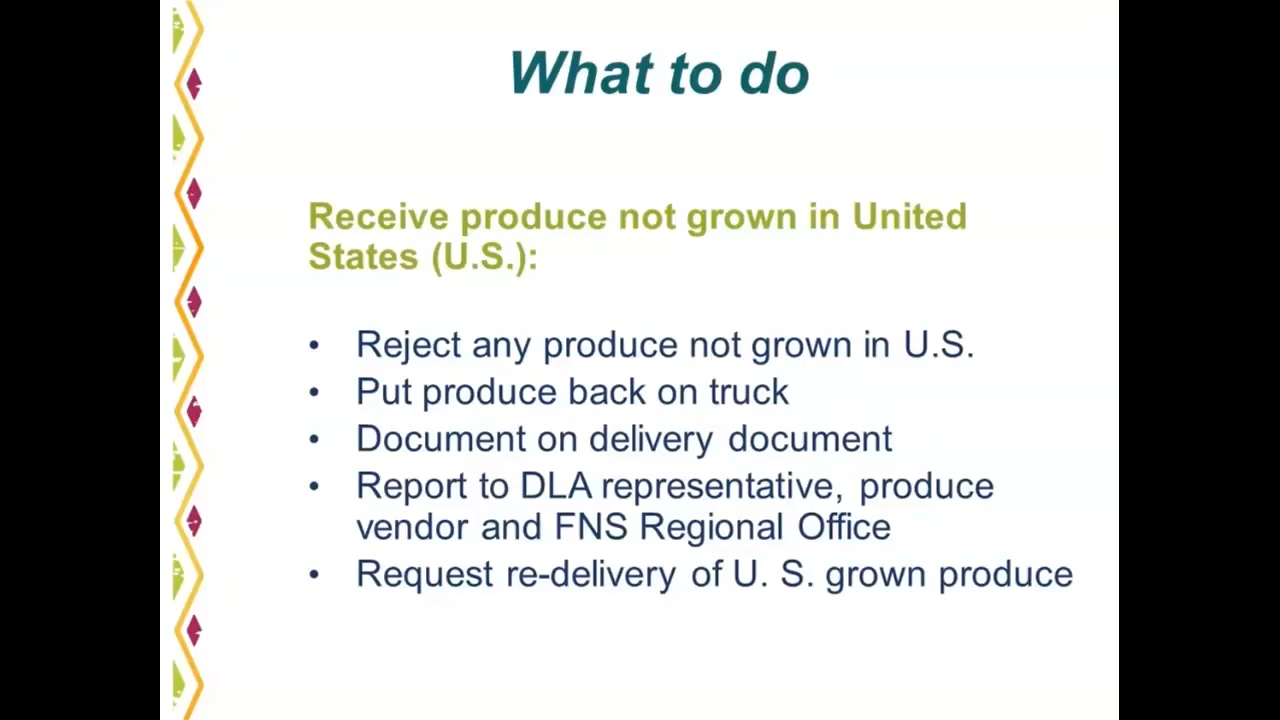 What to do
Receive produce not grown in United
States (U.S.):
• Reject any produce not grown in U.S.
• Put produce back on truck
• Document on delivery document
• Report to DLA representative, produce
vendor and FNS Regional Office
• Request re-delivery of U. S. grown produce